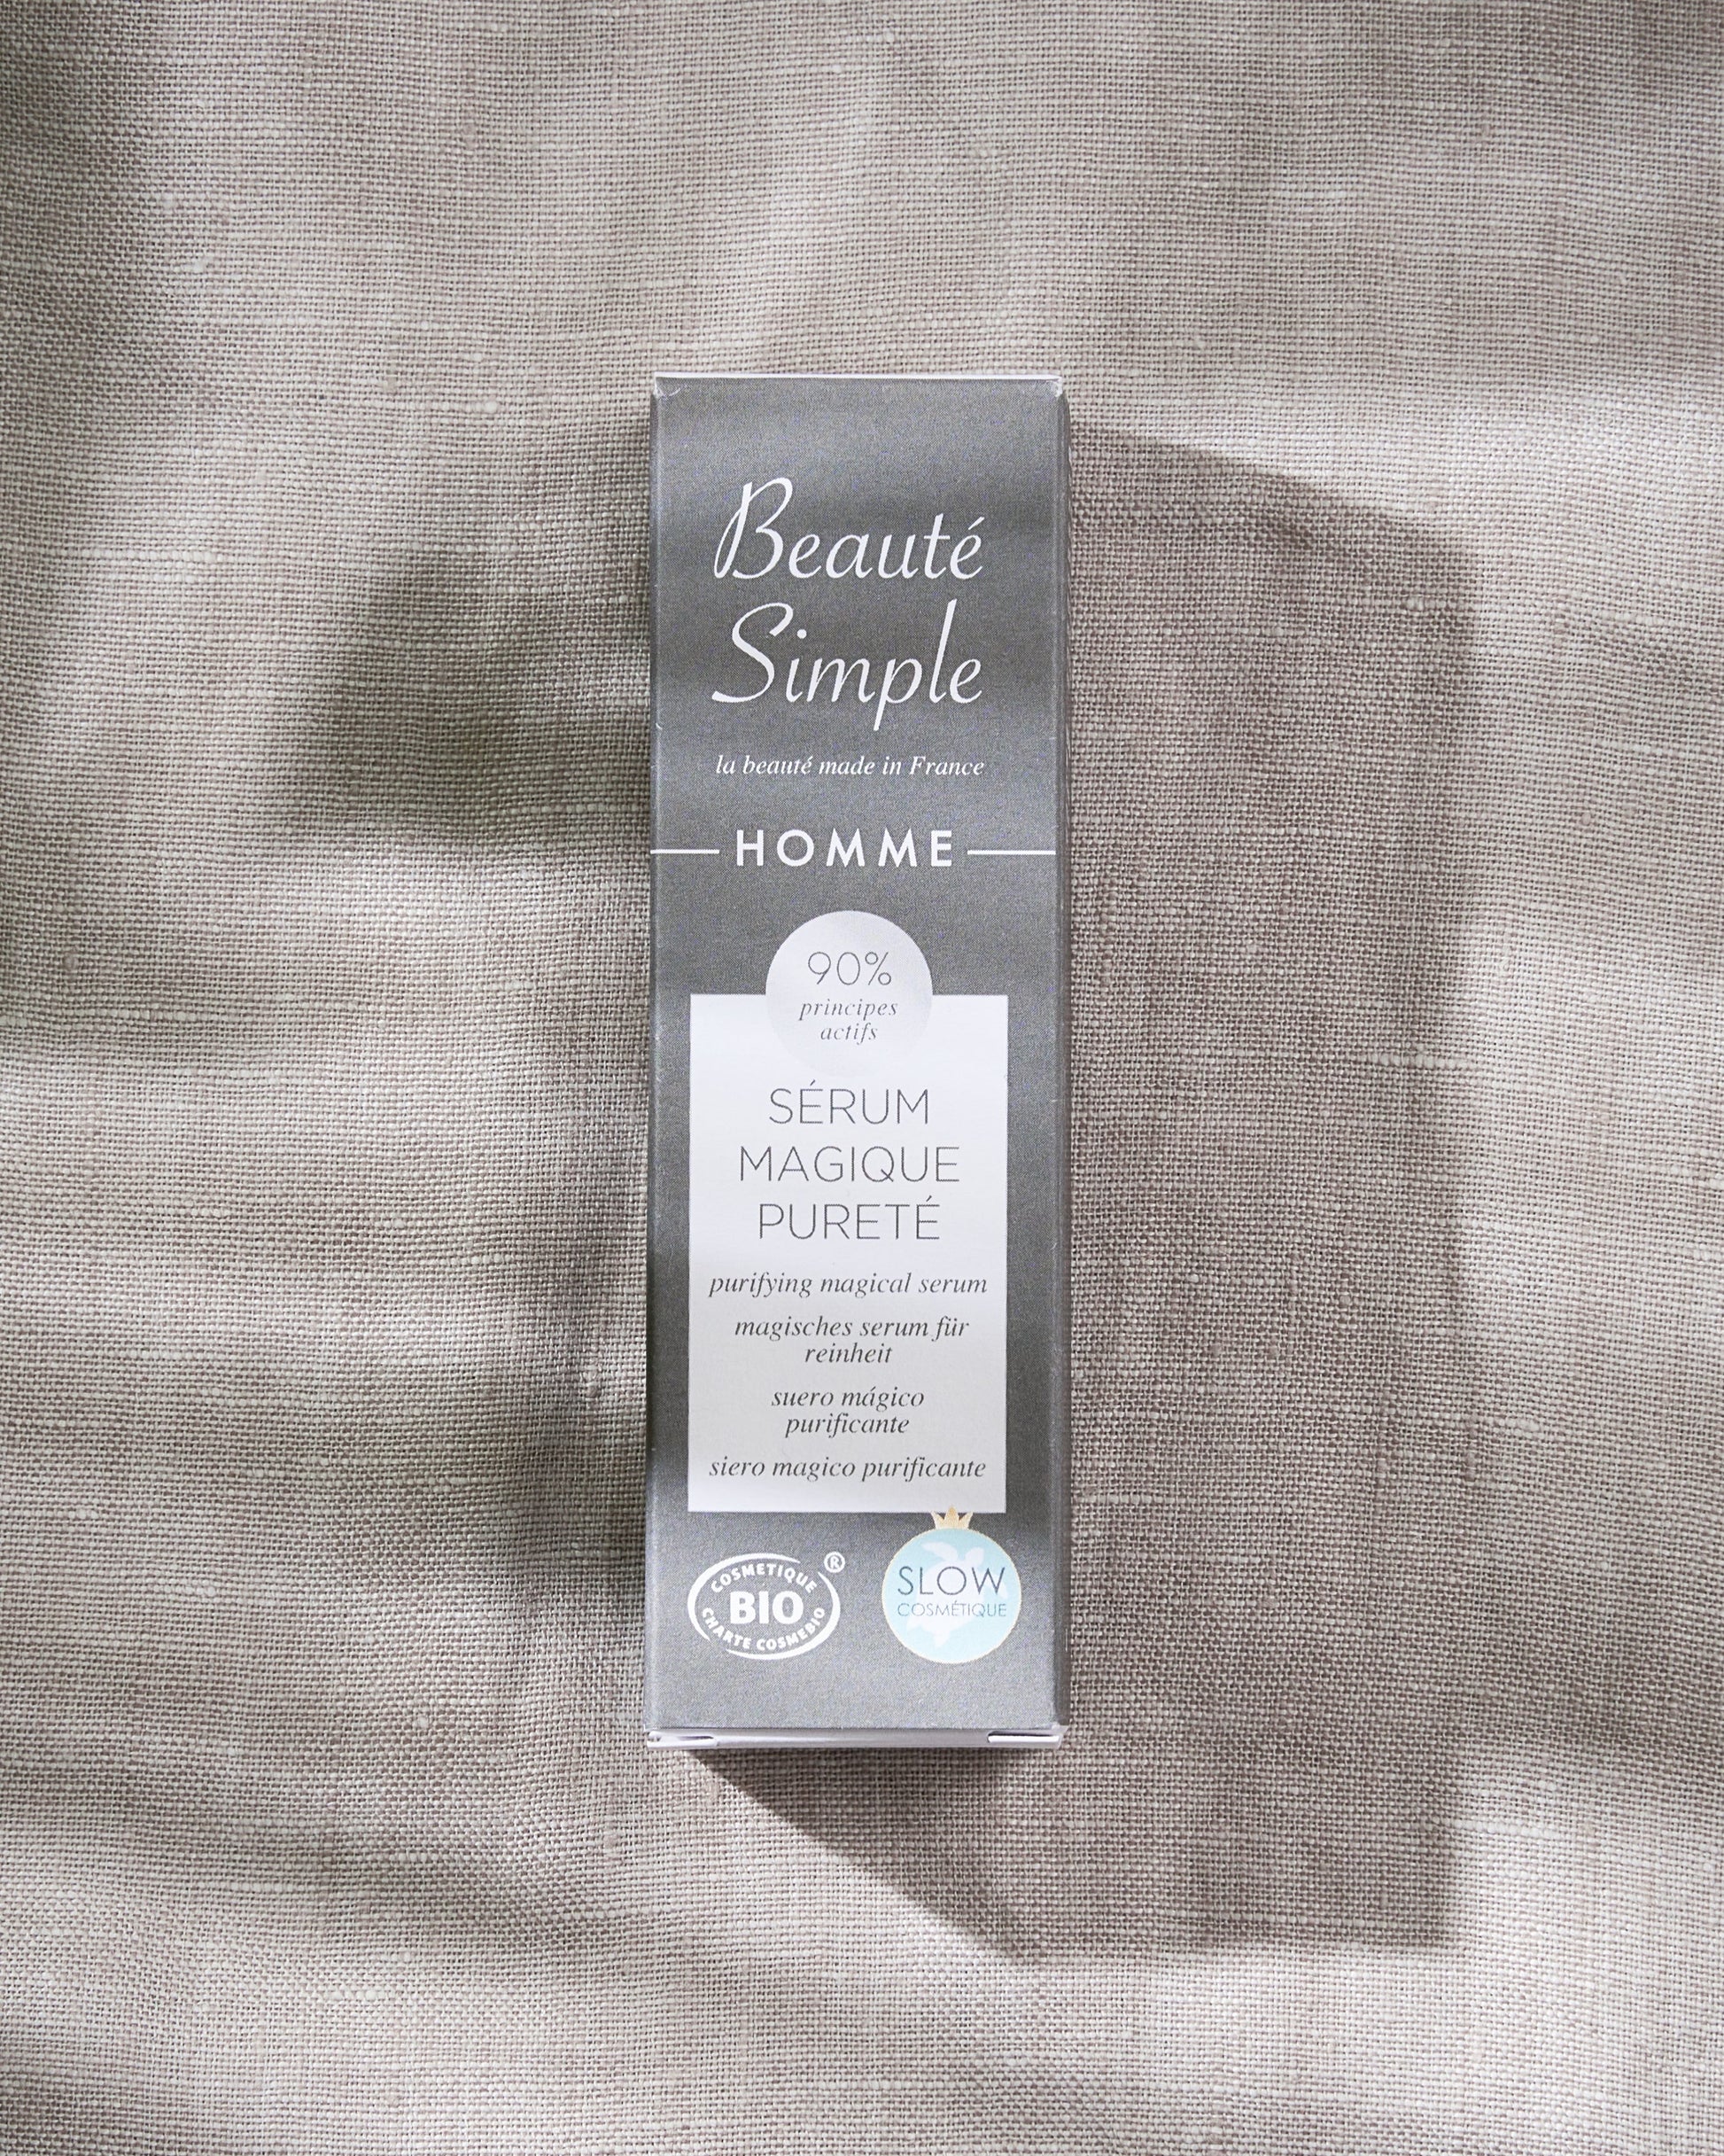 Beauté
Simple
la beauté made in France
HOMME
90%
principes
actifs
SÉRUM
MAGIQUE
PURETÉ
purifying magical serum
magisches serum für
reinheit
suero mágico
purificante
siero magico purificante
COSMETIQUE ®
BIO
CHARTE COSMEBIO
SLOW
COSMÉTIQUE